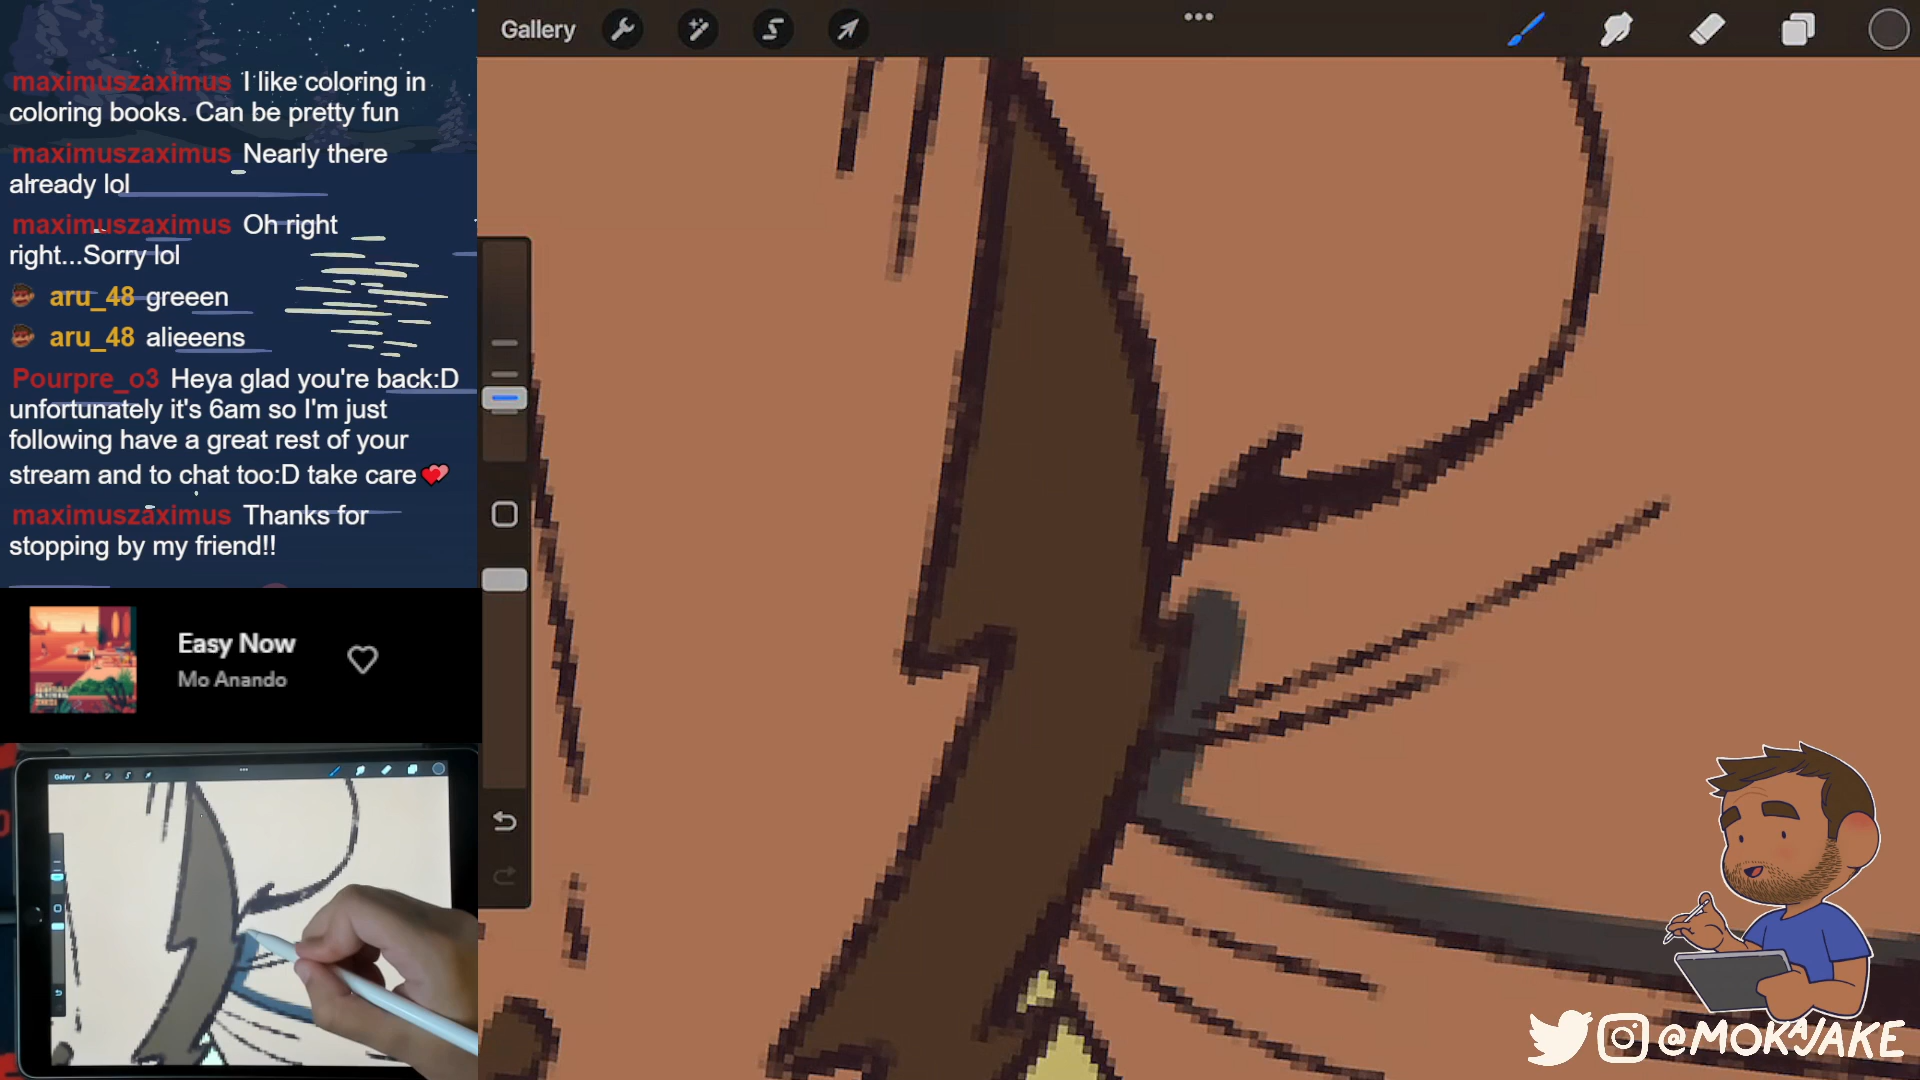 maximuszaximus I like coloring in
coloring books. Can be pretty fun
maximuszaximus Nearly there
already lol
maximuszaximus Oh right
right...Sorry lol
aru_48 greeen
aru_48 alieeens
Pourpre_o3 Heya glad you're back:D
unfortunately it's 6am so I'm just
following have a great rest of your
stream and to chat too:D take care
maximuszaximus Thanks for
stopping by my friend!!
Easy Now
Mo Anando
Gallery
Gallery
@MOKAJAKE